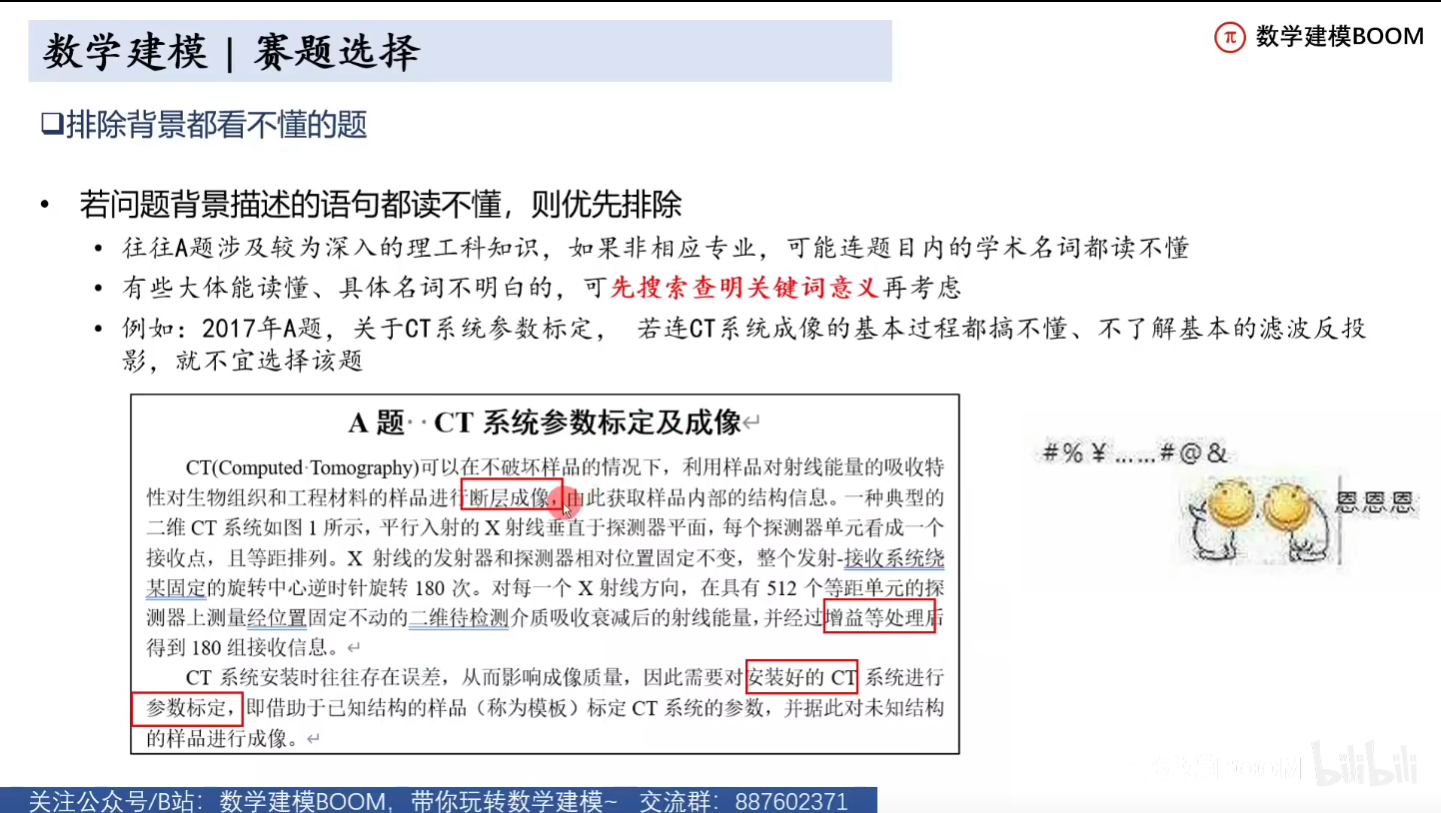 数学建模 | 赛题选择
数学建模BOOM
排除背景都看不懂的题
• 若问题背景描述的语句都读不懂，则优先排除
• 往往A题涉及较为深入的理工科知识，如果非相应专业，可能连题目内的学术名词都读不懂
• 有些大体能读懂、具体名词不明白的，可先搜索查明关键词意义再考虑
• 例如：2017年A题，关于CT系统参数标定， 若连CT系统成像的基本过程都搞不懂、不了解基本的滤波反投
影，就不宜选择该题
A 题··CT 系统参数标定及成像↵
CT(Computed·Tomography)可以在不破坏样品的情况下，利用样品对射线能量的吸收特
性对生物组织和工程材料的样品进行断层成像，由此获取样品内部的结构信息。一种典型的
二维 CT 系统如图 1 所示，平行入射的 X 射线垂直于探测器平面，每个探测器单元看成一个
接收点，且等距排列。X 射线的发射器和探测器相对位置固定不变，整个发射-接收系统绕
某固定的旋转中心逆时针旋转 180 次。对每一个 X 射线方向，在具有 512 个等距单元的探
测器上测量经位置固定不动的二维待检测介质吸收衰减后的射线能量，并经过增益等处理后
得到 180 组接收信息。↵
CT 系统安装时往往存在误差，从而影响成像质量，因此需要对安装好的 CT 系统进行
参数标定，即借助于已知结构的样品（称为模板）标定 CT 系统的参数，并据此对未知结构
的样品进行成像。↵
#%￥……#@&
恩恩恩
bilibili
关注公众号/B站：数学建模BOOM，带你玩转数学建模~ 交流群：887602371